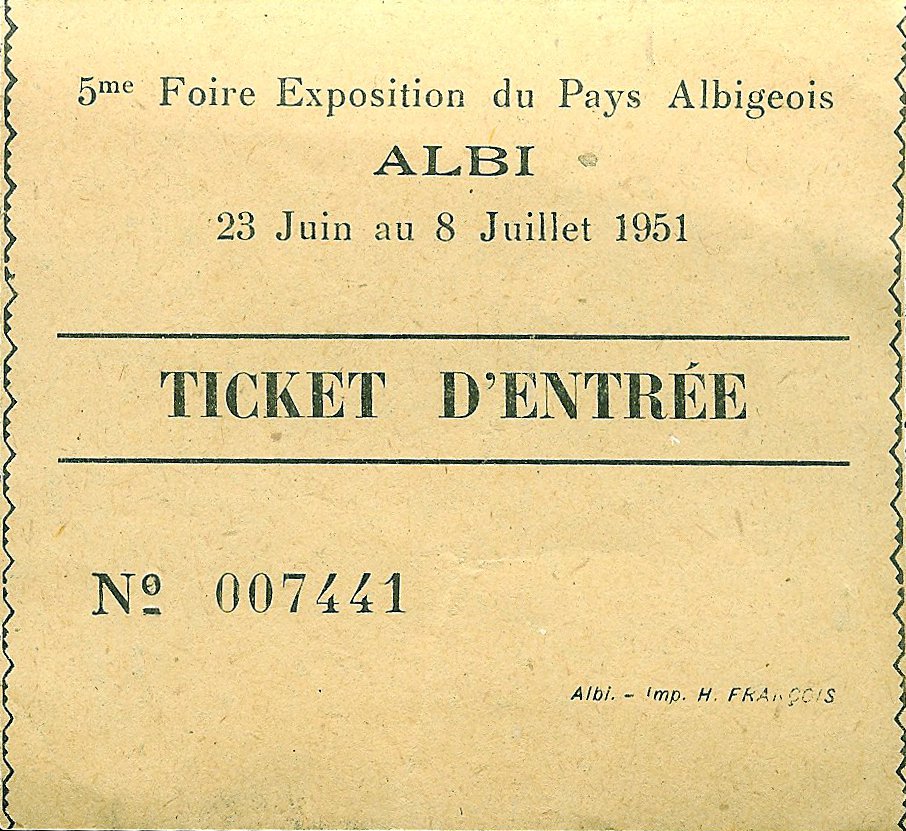 5me Foire Exposition du Pays Albigeois
ALBI
23 Juin au 8 Juillet 1951
TICKET D'ENTRÉE
Nº 007441
Albi. - Imp. H. FRANÇOIS